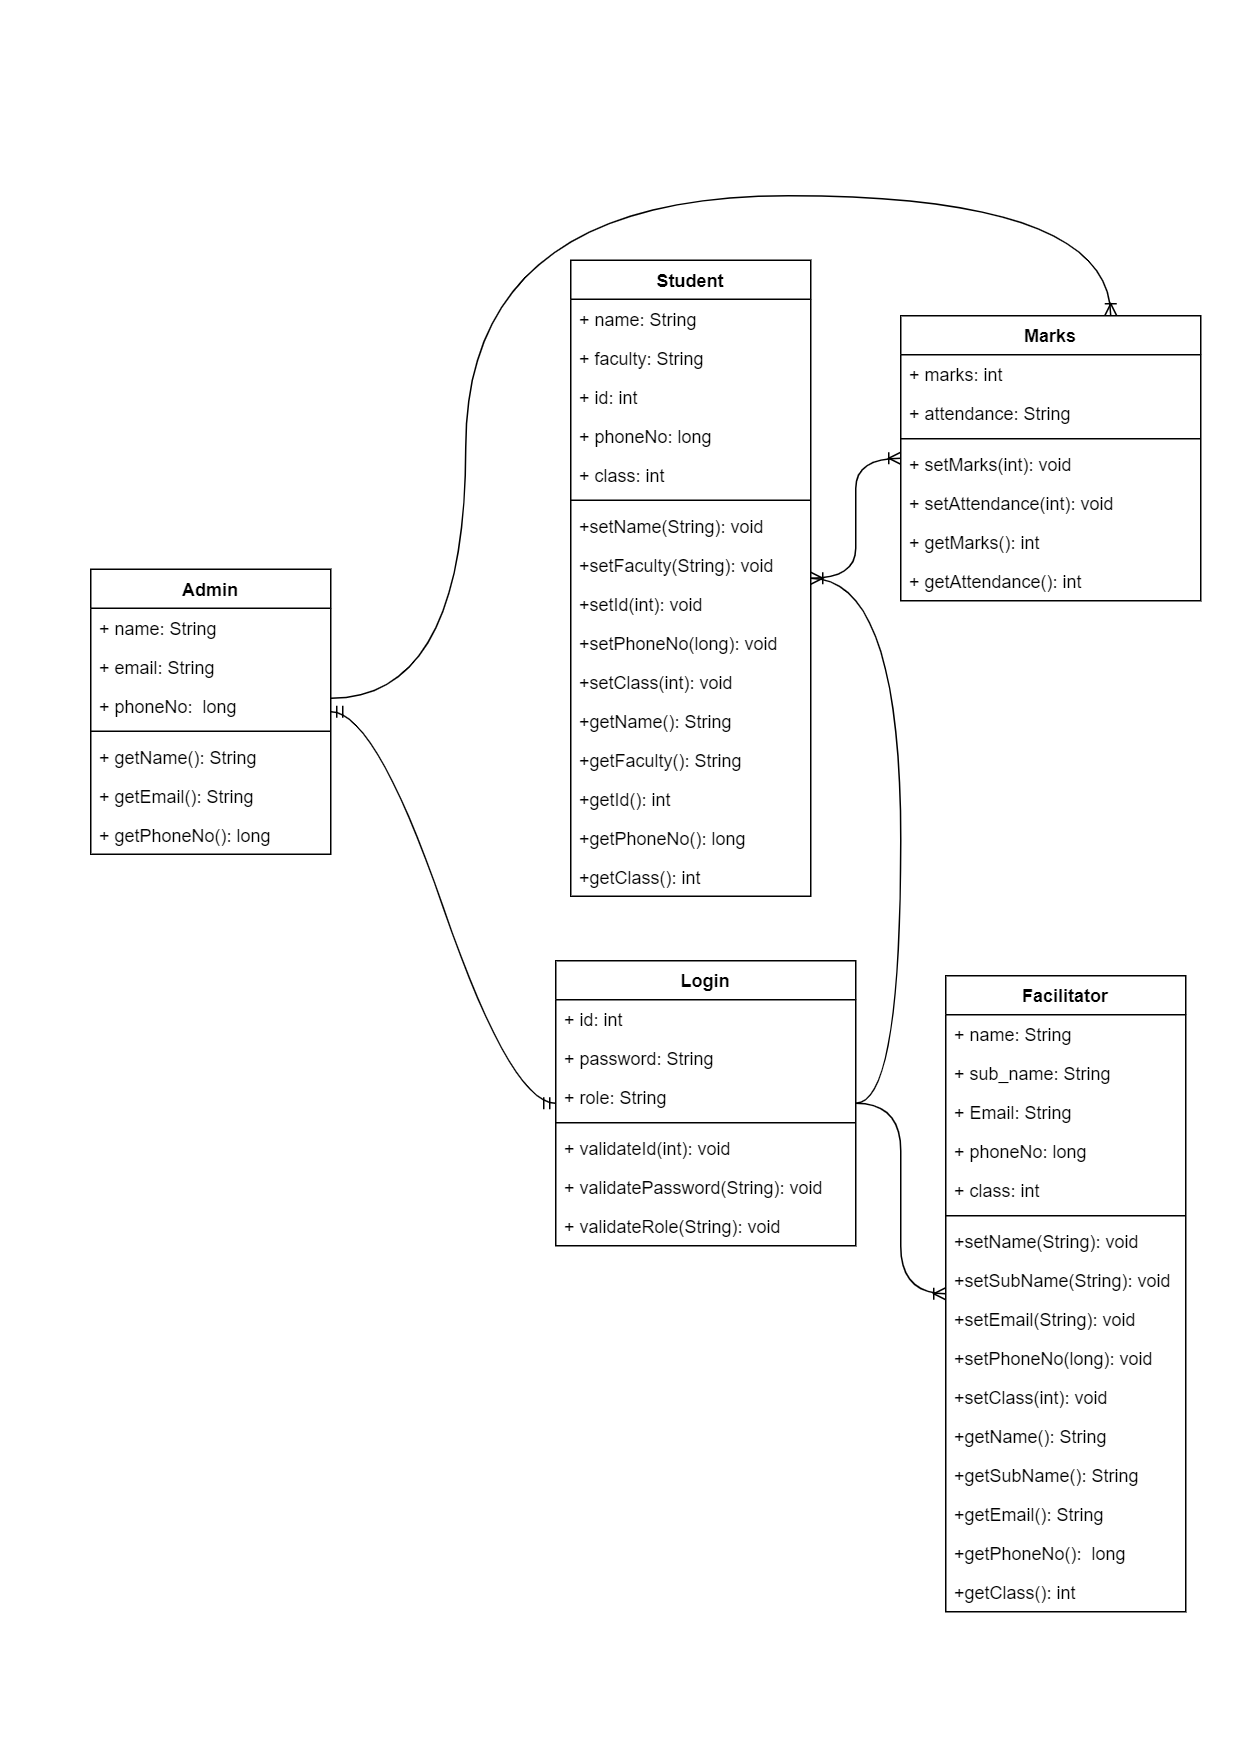 Student
+ name: String
+ faculty: String
+ id: int
+ phoneNo: long
+ class: int
+setName(String): void
+setFaculty(String): void
+setId(int): void
+setPhoneNo(long): void
+setClass(int): void
+getName(): String
+getFaculty(): String
+getId(): int
+getPhoneNo(): long
+getClass(): int
Marks
+ marks: int
+ attendance: String
+ setMarks(int): void
+ setAttendance(int): void
+ getMarks(): int
+ getAttendance(): int
Admin
+ name: String
+ email: String
+ phoneNo:  long
+ getName(): String
+ getEmail(): String
+ getPhoneNo(): long
Login
+ id: int
+ password: String
+ role: String
+ validateId(int): void
+ validatePassword(String): void
+ validateRole(String): void
Facilitator
+ name: String
+ sub_name: String
+ Email: String
+ phoneNo: long
+ class: int
+setName(String): void
+setSubName(String): void
+setEmail(String): void
+setPhoneNo(long): void
+setClass(int): void
+getName(): String
+getSubName(): String
+getEmail(): String
+getPhoneNo():  long
+getClass(): int